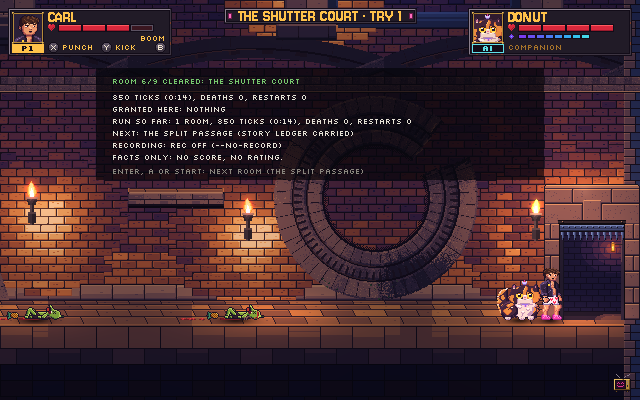 CARL
P1
X PUNCH Y KICK
BOOM
B
THE SHUTTER COURT · TRY 1
DONUT
AI
COMPANION
ROOM 6/9 CLEARED: THE SHUTTER COURT
850 TICKS (0:14), DEATHS 0, RESTARTS 0
GRANTED HERE: NOTHING
RUN SO FAR: 1 ROOM, 850 TICKS (0:14), DEATHS 0, RESTARTS 0
NEXT: THE SPLIT PASSAGE (STORY LEDGER CARRIED)
RECORDING: REC OFF (--NO-RECORD)
FACTS ONLY: NO SCORE, NO RATING.
ENTER, A OR START: NEXT ROOM (THE SPLIT PASSAGE)